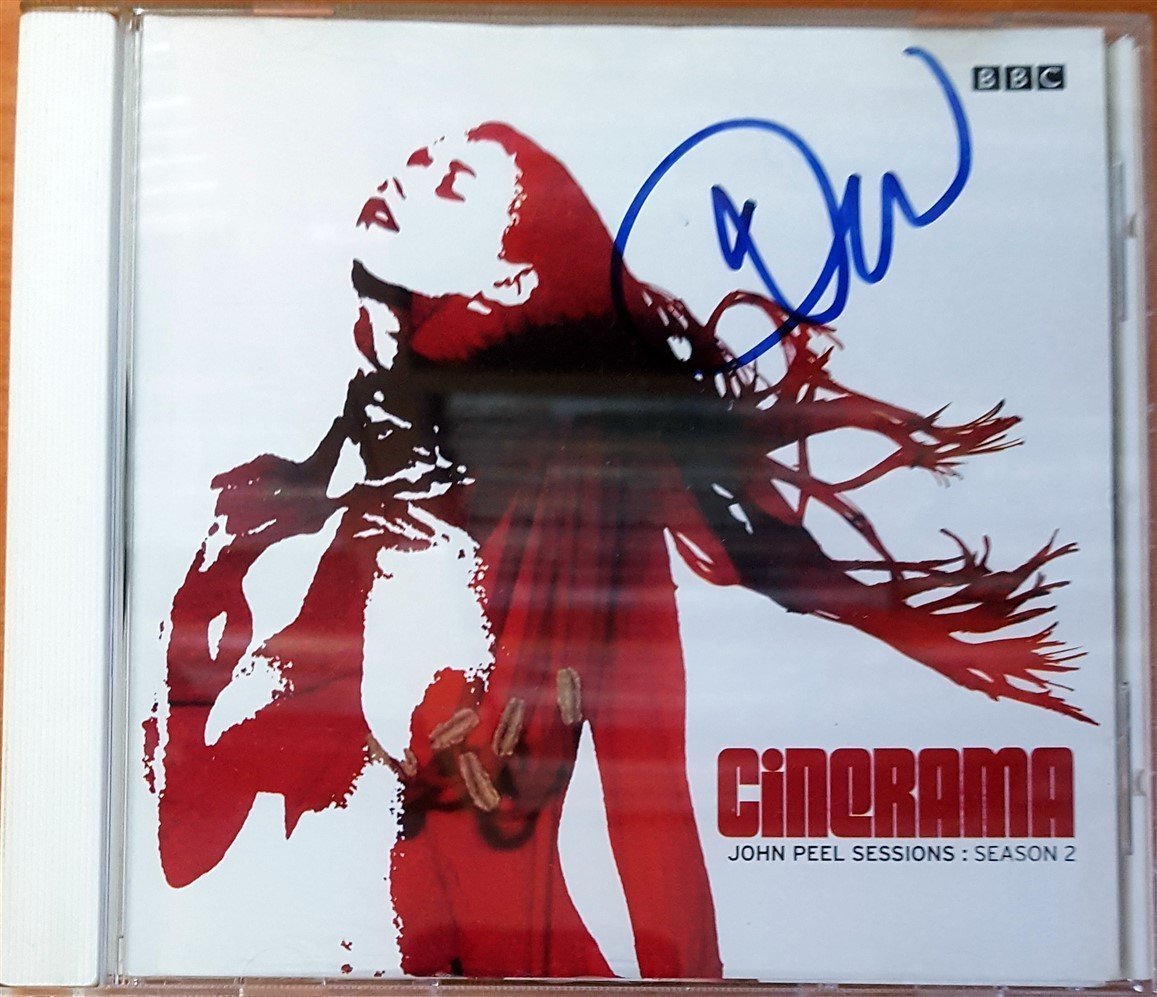 BBC
CINERAMA
JOHN PEEL SESSIONS : SEASON 2